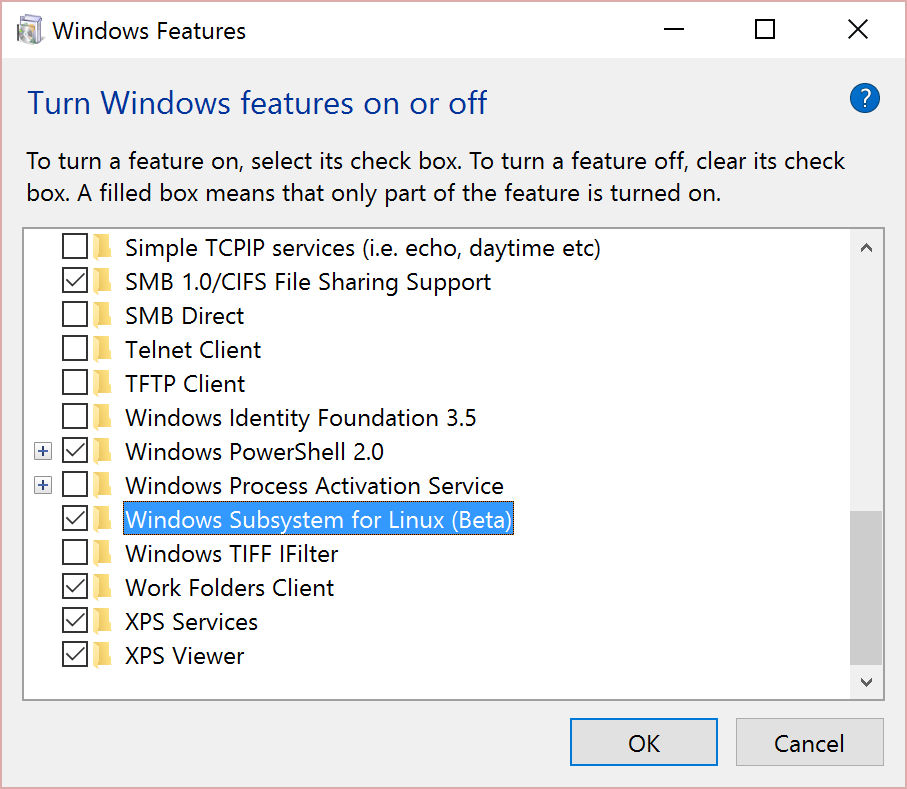 Windows Features
Turn Windows features on or off
?
To turn a feature on, select its check box. To turn a feature off, clear its check
box. A filled box means that only part of the feature is turned on.
Simple TCPIP services (i.e. echo, daytime etc)
SMB 1.0/CIFS File Sharing Support
SMB Direct
Telnet Client
TFTP Client
Windows Identity Foundation 3.5
Windows PowerShell 2.0
Windows Process Activation Service
Windows Subsystem for Linux (Beta)
Windows TIFF IFilter
Work Folders Client
XPS Services
XPS Viewer
OK Cancel